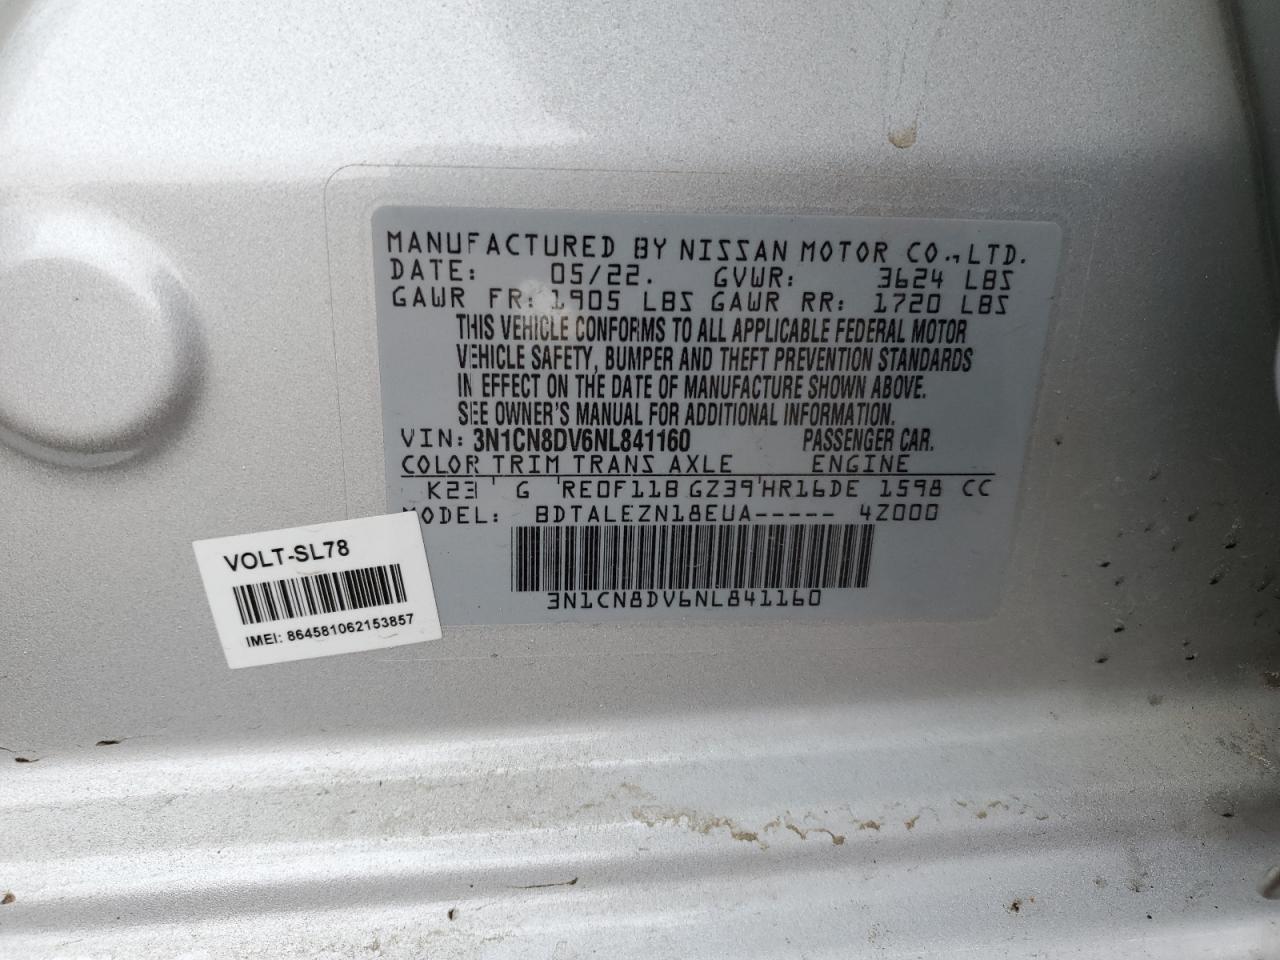 MANUFACTURED BY NISSAN MOTOR CO., LTD.
DATE: 05/22. GVWR: 3624 LBS
GAWR FR: 1905 LBS GAWR RR: 1720 LBS
THIS VEHICLE CONFORMS TO ALL APPLICABLE FEDERAL MOTOR
VEHICLE SAFETY, BUMPER AND THEFT PREVENTION STANDARDS
IN EFFECT ON THE DATE OF MANUFACTURE SHOWN ABOVE.
SEE OWNER'S MANUAL FOR ADDITIONAL INFORMATION.
VIN: 3N1CN8DV6NL841160 PASSENGER CAR.
COLOR TRIM TRANS AXLE ENGINE
K23 G RE0F11B GZ39 HR16DE 1598 CC
MODEL: BDTALEZN18EUA----- 4Z000
3N1CN8DV6NL841160
VOLT-SL78
IMEI: 864581062153857